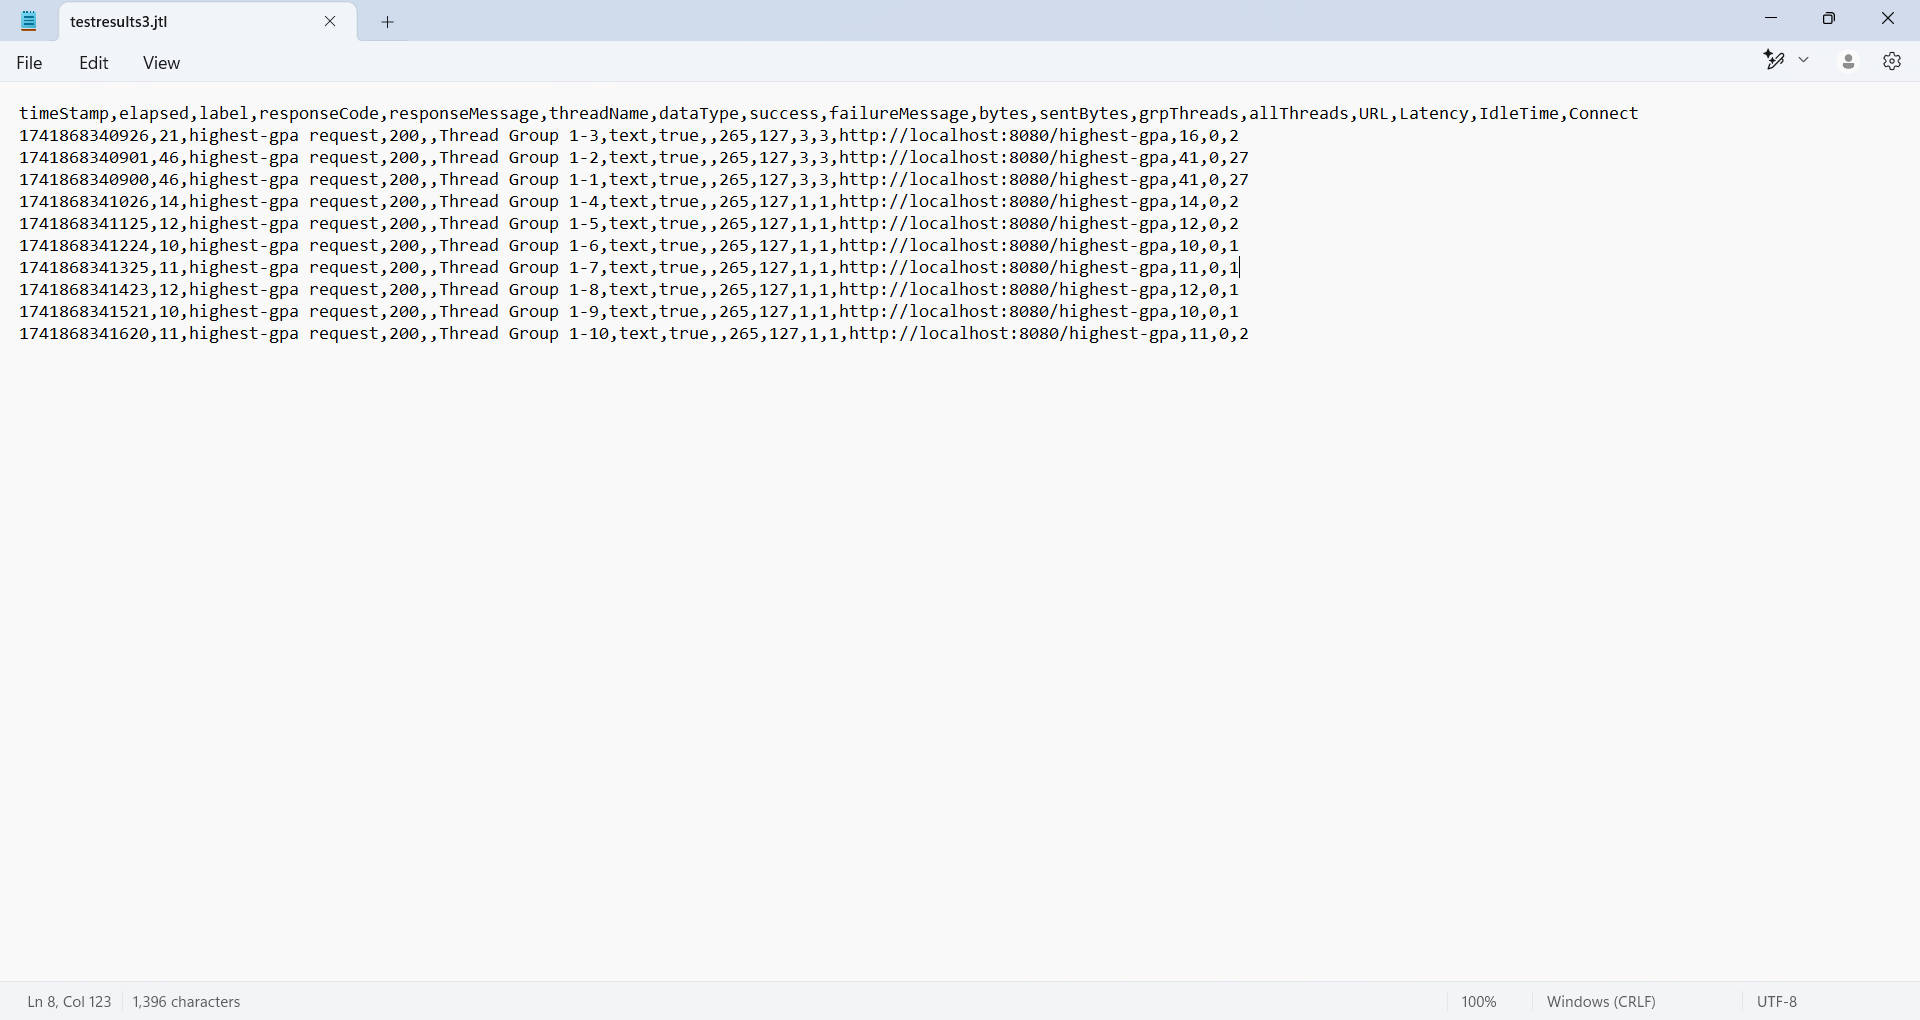 testresults3.jtl
File Edit View
timeStamp,elapsed,label,responseCode,responseMessage,threadName,dataType,success,failureMessage,bytes,sentBytes,grpThreads,allThreads,URL,Latency,IdleTime,Connect
1741868340926,21,highest-gpa request,200,,Thread Group 1-3,text,true,,265,127,3,3,http://localhost:8080/highest-gpa,16,0,2
1741868340901,46,highest-gpa request,200,,Thread Group 1-2,text,true,,265,127,3,3,http://localhost:8080/highest-gpa,41,0,27
1741868340900,46,highest-gpa request,200,,Thread Group 1-1,text,true,,265,127,3,3,http://localhost:8080/highest-gpa,41,0,27
1741868341026,14,highest-gpa request,200,,Thread Group 1-4,text,true,,265,127,1,1,http://localhost:8080/highest-gpa,14,0,2
1741868341125,12,highest-gpa request,200,,Thread Group 1-5,text,true,,265,127,1,1,http://localhost:8080/highest-gpa,12,0,2
1741868341224,10,highest-gpa request,200,,Thread Group 1-6,text,true,,265,127,1,1,http://localhost:8080/highest-gpa,10,0,1
1741868341325,11,highest-gpa request,200,,Thread Group 1-7,text,true,,265,127,1,1,http://localhost:8080/highest-gpa,11,0,1
1741868341423,12,highest-gpa request,200,,Thread Group 1-8,text,true,,265,127,1,1,http://localhost:8080/highest-gpa,12,0,1
1741868341521,10,highest-gpa request,200,,Thread Group 1-9,text,true,,265,127,1,1,http://localhost:8080/highest-gpa,10,0,1
1741868341620,11,highest-gpa request,200,,Thread Group 1-10,text,true,,265,127,1,1,http://localhost:8080/highest-gpa,11,0,2
Ln 8, Col 123 1,396 characters 100% Windows (CRLF) UTF-8